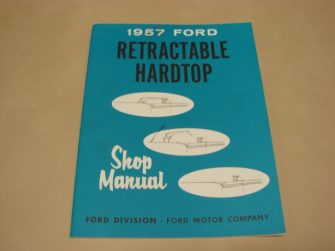 1957 FORD
RETRACTABLE
HARDTOP
Shop
Manual
FORD DIVISION - FORD MOTOR COMPANY